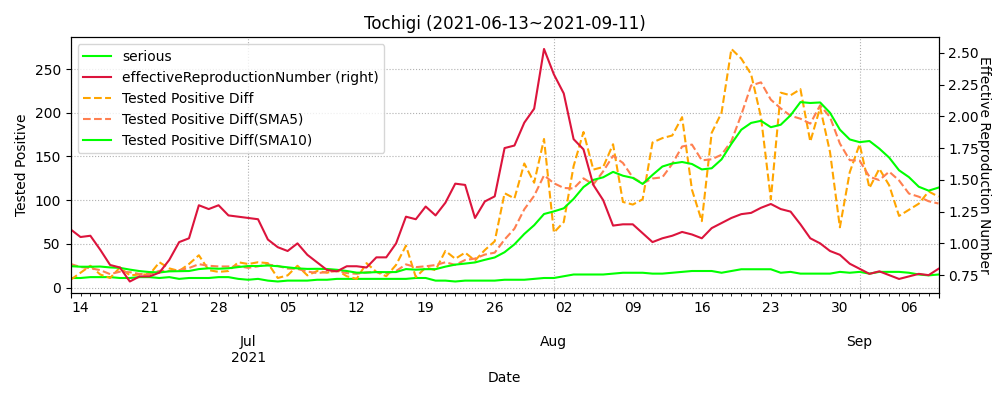 Tochigi (2021-06-13~2021-09-11)
serious
effectiveReproductionNumber (right)
Tested Positive Diff
Tested Positive Diff(SMA5)
Tested Positive Diff(SMA10)
Tested Positive
250
200
150
100
50
0
2.50
2.25
2.00
1.75
1.50
1.25
1.00
0.75
Effective Reproduction Number
14 21 28 05 12 19 26 02 09 16 23 30 06
Jul Aug Sep
2021
Date